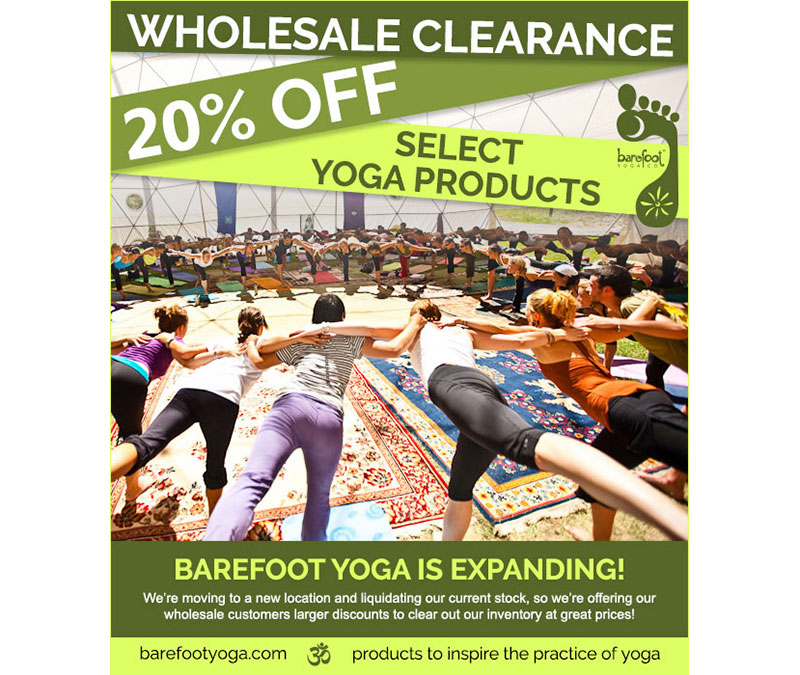 WHOLESALE CLEARANCE
20% OFF
SELECT
YOGA PRODUCTS
barefoot®
YOGA CO.
BAREFOOT YOGA IS EXPANDING!
We're moving to a new location and liquidating our current stock, so we're offering our
wholesale customers larger discounts to clear out our inventory at great prices!
barefootyoga.com ॐ products to inspire the practice of yoga